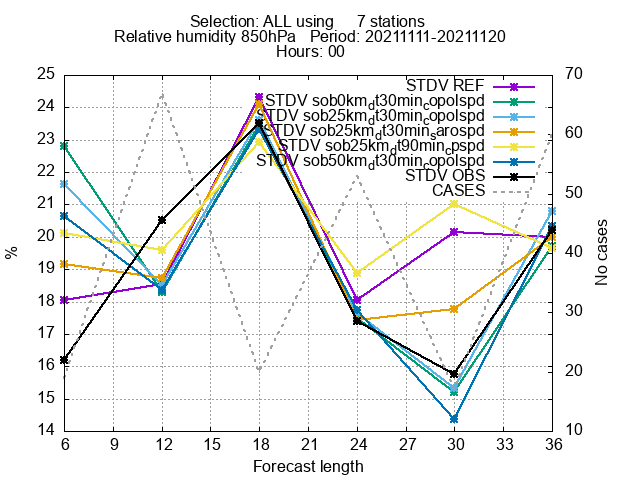 Selection: ALL using 7 stations
Relative humidity 850hPa Period: 20211111-20211120
Hours: 00
STDV REF
STDV sob0km_dt30min_copolspd
STDV sob25km_dt30min_copolspd
STDV sob25km_dt30min_sarospd
STDV sob25km_dt90min_cpspd
STDV sob50km_dt30min_copolspd
STDV OBS
CASES
25
24
23
22
21
20
19
18
17
16
15
14
%
70
60
50
40
30
20
10
No cases
6 9 12 15 18 21 24 27 30 33 36
Forecast length